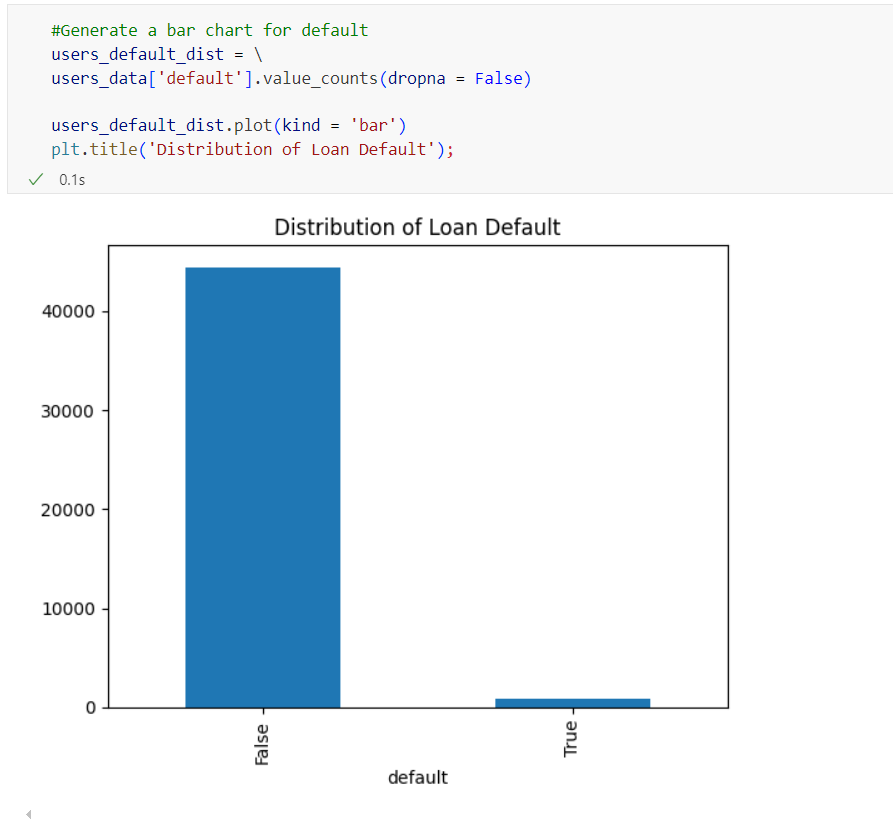 #Generate a bar chart for default
users_default_dist = \
users_data['default'].value_counts(dropna = False)
users_default_dist.plot(kind = 'bar')
plt.title('Distribution of Loan Default');
0.1s
Distribution of Loan Default
40000
30000
20000
10000
0
False
True
default